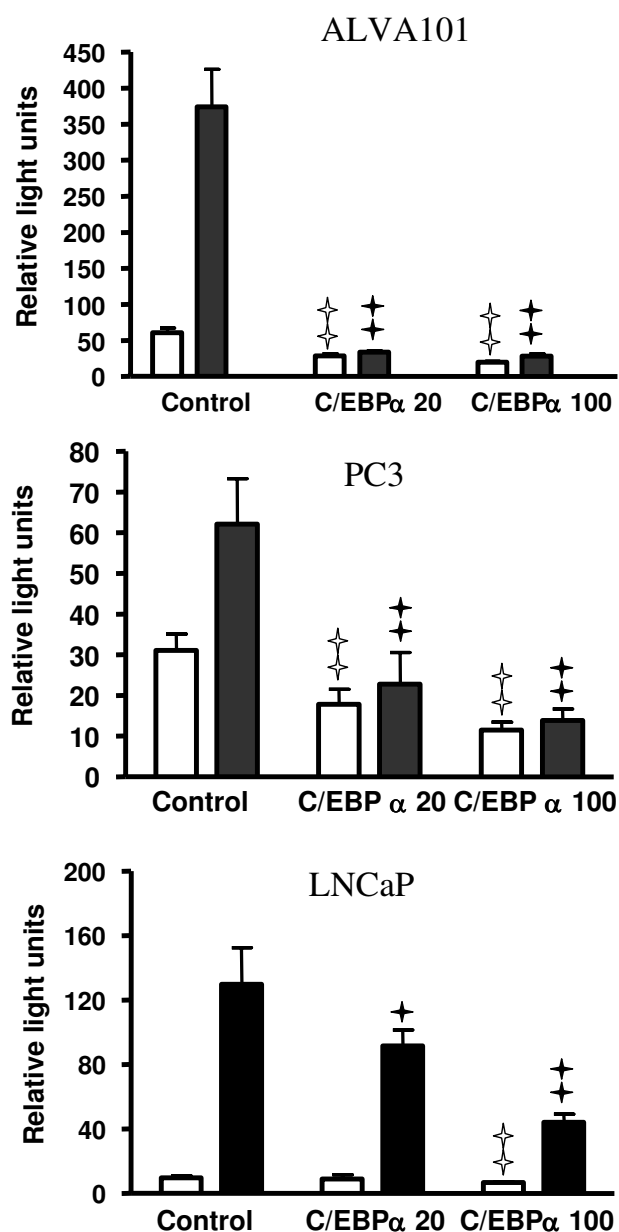 ALVA101
450
400
350
300
250
200
150
100
50
0
Relative light units
Control C/EBPα 20 C/EBPα 100
PC3
80
70
60
50
40
30
20
10
0
Relative light units
Control C/EBP α 20 C/EBP α 100
LNCaP
200
160
120
80
40
0
Relative light units
Control C/EBPα 20 C/EBPα 100